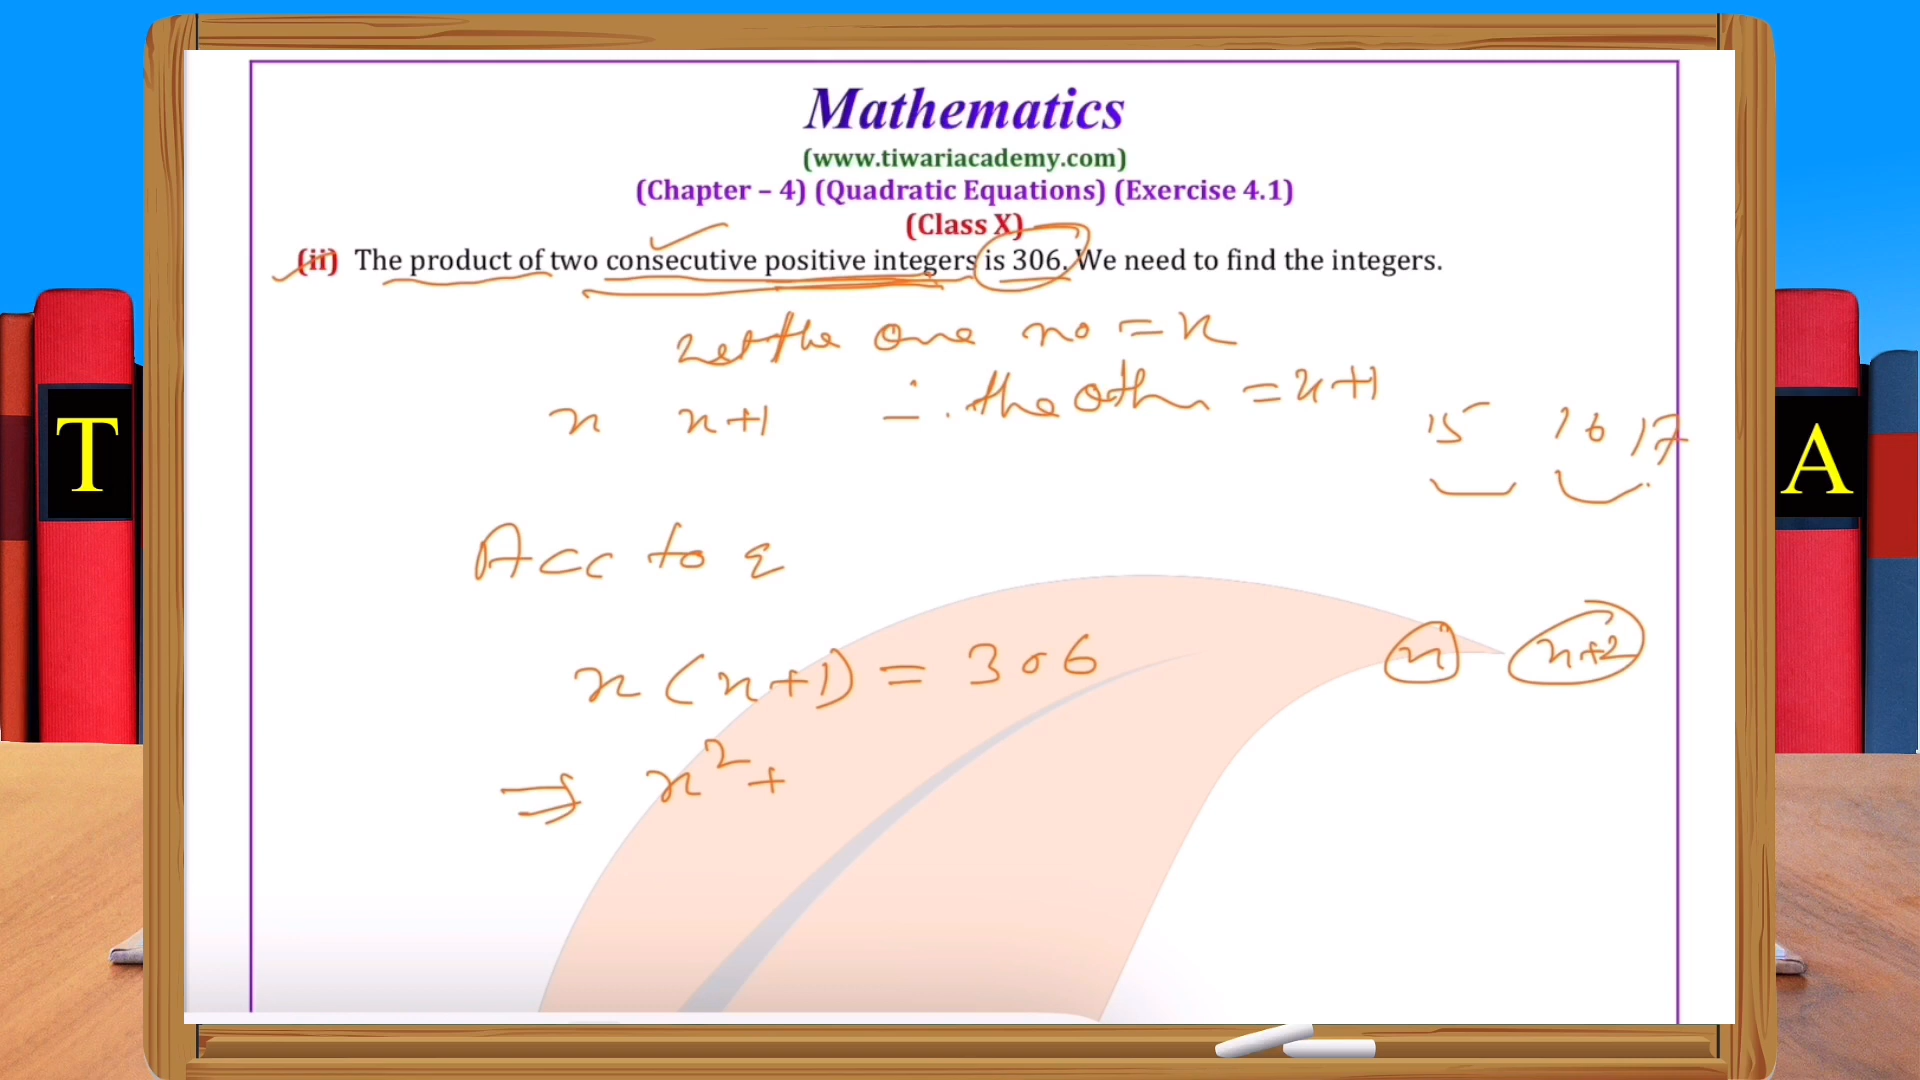 Mathematics
(www.tiwariacademy.com)
(Chapter – 4) (Quadratic Equations) (Exercise 4.1)
(Class X)
(ii) The product of two consecutive positive integers is 306. We need to find the integers.
Let the one no = x
x x+1 ∴ the oth = x+1
15 16 17
T
A
Acc to q
x (x+1) = 306
x x+2
⇒ x² +